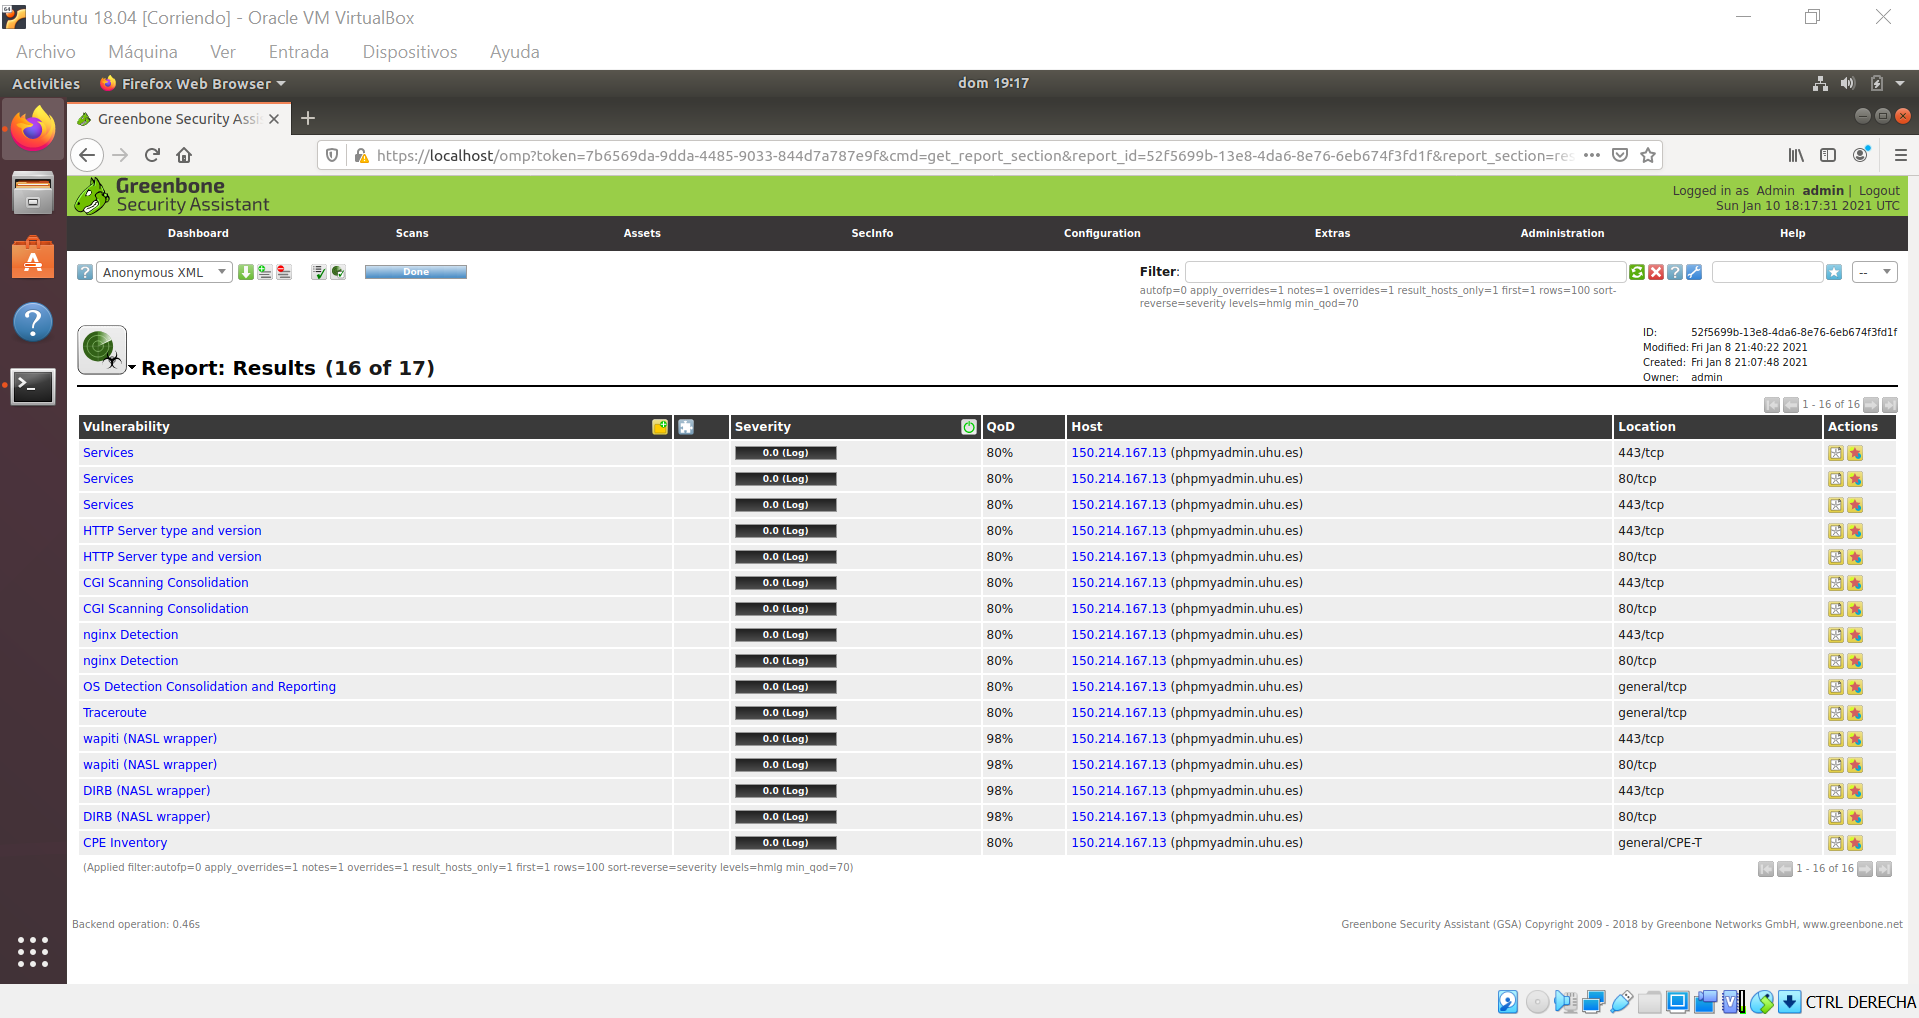 ubuntu 18.04 [Corriendo] - Oracle VM VirtualBox
Archivo Máquina Ver Entrada Dispositivos Ayuda
Activities Firefox Web Browser dom 19:17
Greenbone Security Assi
https://localhost/omp?token=7b6569da-9dda-4485-9033-844d7a787e9f&cmd=get_report_section&report_id=52f5699b-13e8-4da6-8e76-6eb674f3fd1f&report_section=res
Greenbone
Security Assistant
Logged in as Admin admin | Logout
Sun Jan 10 18:17:31 2021 UTC
Dashboard Scans Assets SecInfo Configuration Extras Administration Help
Anonymous XML Done Filter: --
autofp=0 apply_overrides=1 notes=1 overrides=1 result_hosts_only=1 first=1 rows=100 sort-
reverse=severity levels=hmlg min_qod=70
Report: Results (16 of 17)
ID: 52f5699b-13e8-4da6-8e76-6eb674f3fd1f
Modified: Fri Jan 8 21:40:22 2021
Created: Fri Jan 8 21:07:48 2021
Owner: admin
1 - 16 of 16
Vulnerability Severity QoD Host Location Actions
Services 0.0 (Log) 80% 150.214.167.13 (phpmyadmin.uhu.es) 443/tcp
Services 0.0 (Log) 80% 150.214.167.13 (phpmyadmin.uhu.es) 80/tcp
Services 0.0 (Log) 80% 150.214.167.13 (phpmyadmin.uhu.es) 443/tcp
HTTP Server type and version 0.0 (Log) 80% 150.214.167.13 (phpmyadmin.uhu.es) 443/tcp
HTTP Server type and version 0.0 (Log) 80% 150.214.167.13 (phpmyadmin.uhu.es) 80/tcp
CGI Scanning Consolidation 0.0 (Log) 80% 150.214.167.13 (phpmyadmin.uhu.es) 443/tcp
CGI Scanning Consolidation 0.0 (Log) 80% 150.214.167.13 (phpmyadmin.uhu.es) 80/tcp
nginx Detection 0.0 (Log) 80% 150.214.167.13 (phpmyadmin.uhu.es) 443/tcp
nginx Detection 0.0 (Log) 80% 150.214.167.13 (phpmyadmin.uhu.es) 80/tcp
OS Detection Consolidation and Reporting 0.0 (Log) 80% 150.214.167.13 (phpmyadmin.uhu.es) general/tcp
Traceroute 0.0 (Log) 80% 150.214.167.13 (phpmyadmin.uhu.es) general/tcp
wapiti (NASL wrapper) 0.0 (Log) 98% 150.214.167.13 (phpmyadmin.uhu.es) 443/tcp
wapiti (NASL wrapper) 0.0 (Log) 98% 150.214.167.13 (phpmyadmin.uhu.es) 80/tcp
DIRB (NASL wrapper) 0.0 (Log) 98% 150.214.167.13 (phpmyadmin.uhu.es) 443/tcp
DIRB (NASL wrapper) 0.0 (Log) 98% 150.214.167.13 (phpmyadmin.uhu.es) 80/tcp
CPE Inventory 0.0 (Log) 80% 150.214.167.13 (phpmyadmin.uhu.es) general/CPE-T
(Applied filter:autofp=0 apply_overrides=1 notes=1 overrides=1 result_hosts_only=1 first=1 rows=100 sort-reverse=severity levels=hmlg min_qod=70) 1 - 16 of 16
Backend operation: 0.46s Greenbone Security Assistant (GSA) Copyright 2009 - 2018 by Greenbone Networks GmbH, www.greenbone.net
CTRL DERECHA